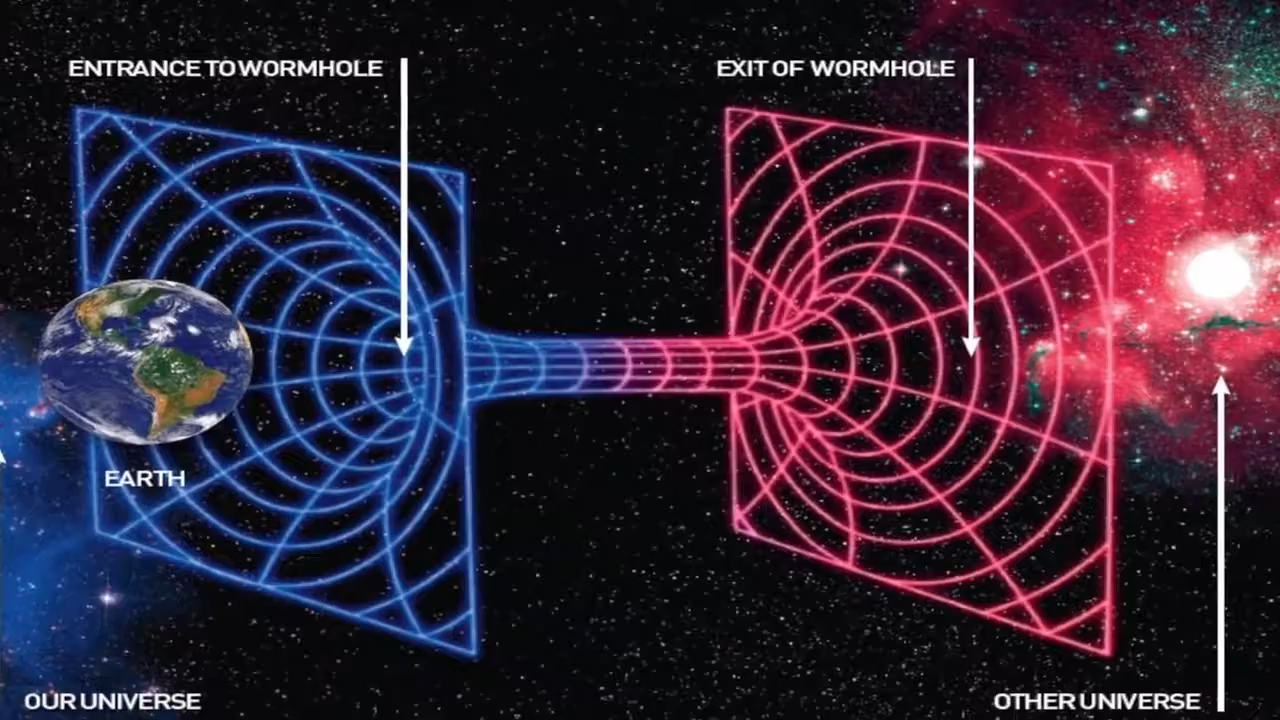 ENTRANCE TO WORMHOLE
EXIT OF WORMHOLE
EARTH
OUR UNIVERSE
OTHER UNIVERSE